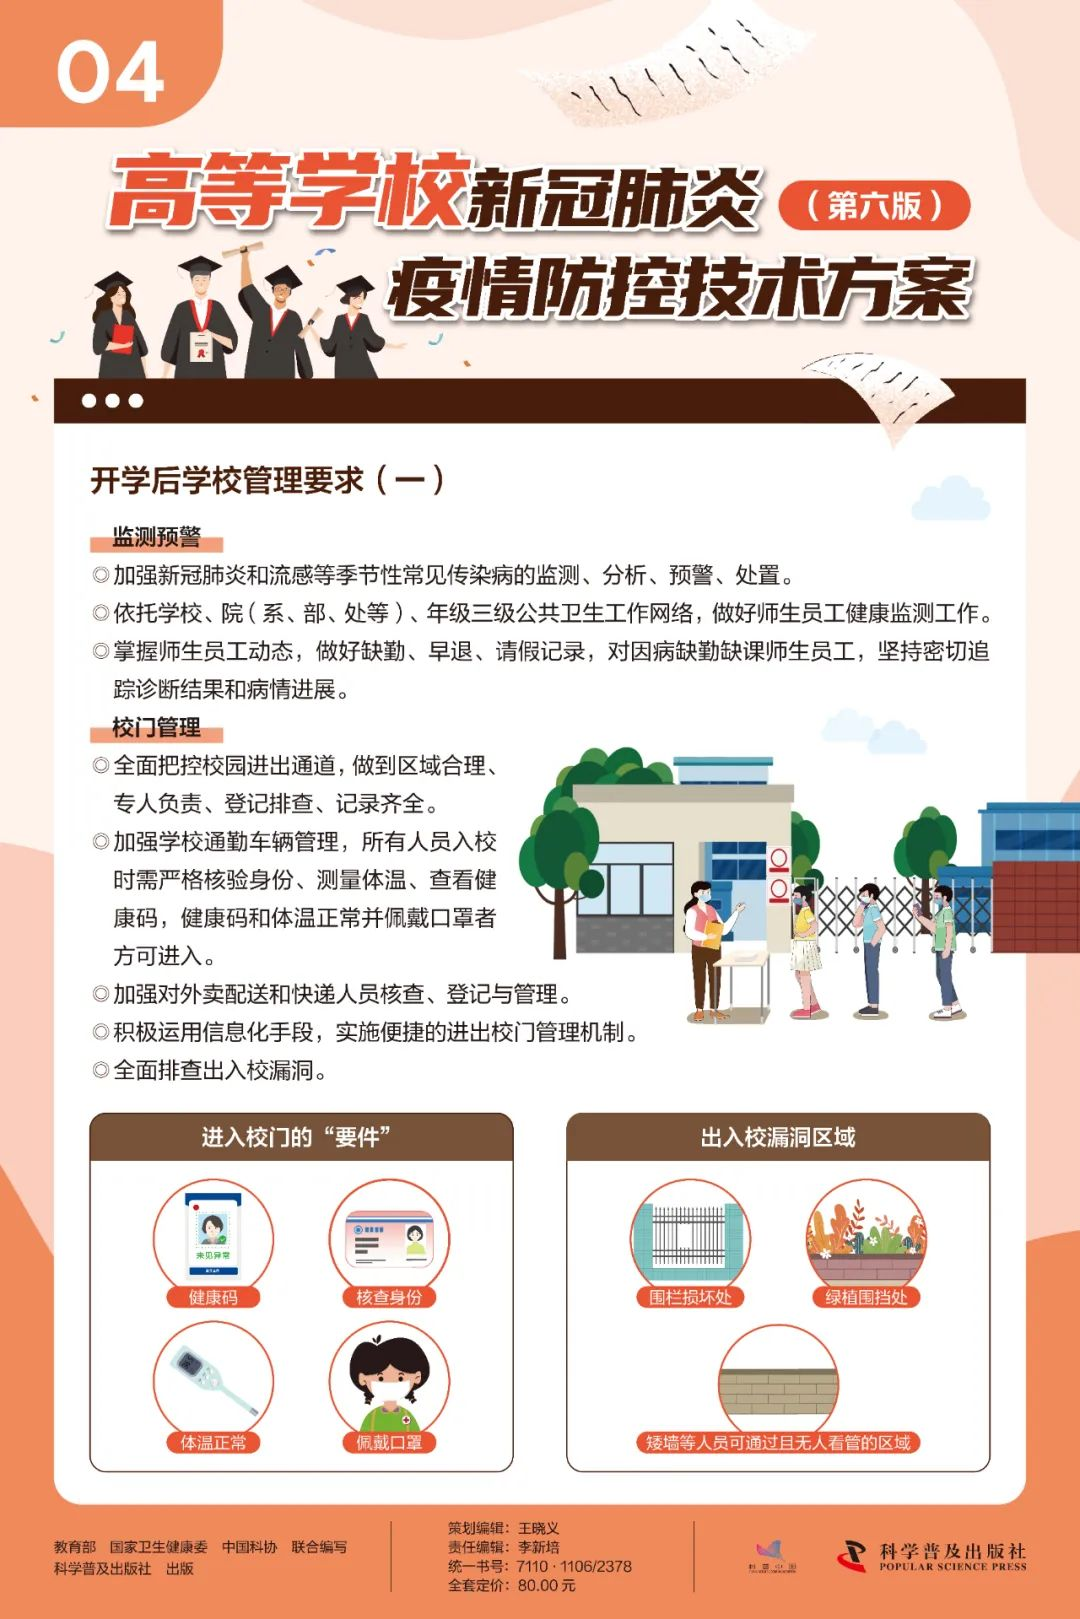 04
高等学校新冠肺炎（第六版）
疫情防控技术方案
开学后学校管理要求（一）
监测预警
◎加强新冠肺炎和流感等季节性常见传染病的监测、分析、预警、处置。
◎依托学校、院（系、部、处等）、年级三级公共卫生工作网络，做好师生员工健康监测工作。
◎掌握师生员工动态，做好缺勤、早退、请假记录，对因病缺勤缺课师生员工，坚持密切追
踪诊断结果和病情进展。
校门管理
◎全面把控校园进出通道，做到区域合理、
专人负责、登记排查、记录齐全。
◎加强学校通勤车辆管理，所有人员入校
时需严格核验身份、测量体温、查看健
康码，健康码和体温正常并佩戴口罩者
方可进入。
◎加强对外卖配送和快递人员核查、登记与管理。
◎积极运用信息化手段，实施便捷的进出校门管理机制。
◎全面排查出入校漏洞。
进入校门的“要件”
未见异常
健康码
核查身份
体温正常
佩戴口罩
出入校漏洞区域
围栏损坏处
绿植围挡处
矮墙等人员可通过且无人看管的区域
教育部 国家卫生健康委 中国科协 联合编写
科学普及出版社 出版
策划编辑：王晓义
责任编辑：李新培
统一书号：7110·1106/2378
全套定价：80.00 元
科普中国
科学普及出版社
POPULAR SCIENCE PRESS